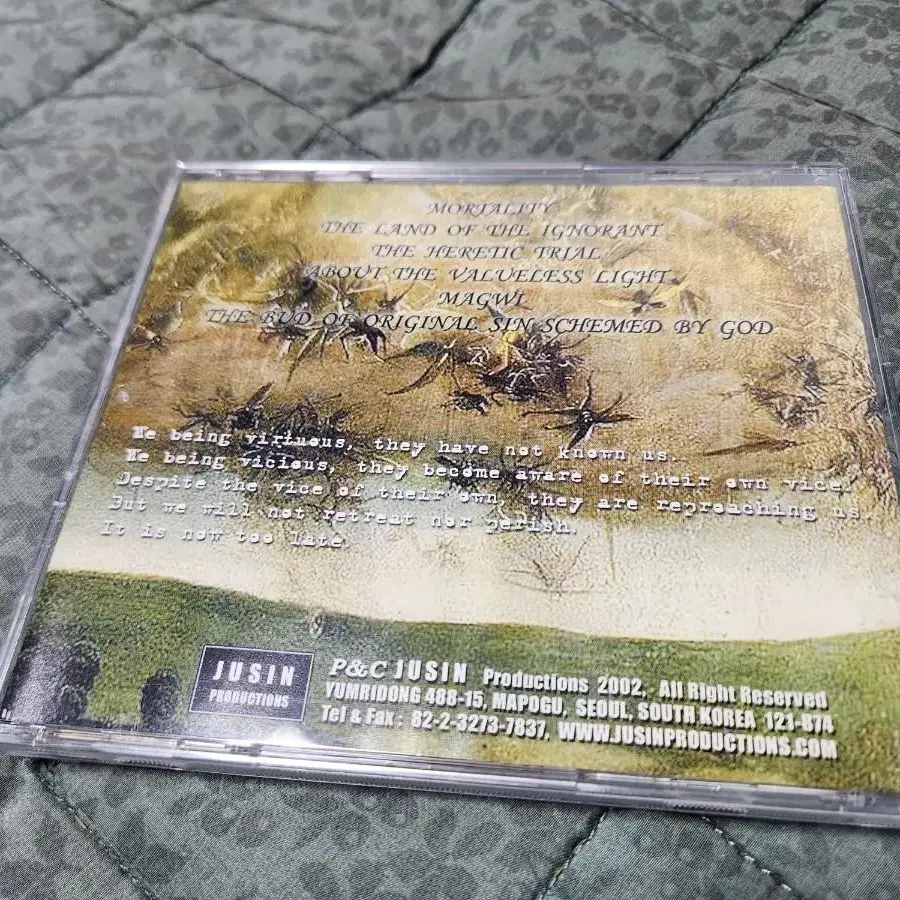 MORTALITY
THE LAND OF THE IGNORANT
THE HERETIC TRIAL
ABOUT THE VALUELESS LIGHT
MAGWI
THE BUD OF ORIGINAL SIN SCHEMED BY GOD
We being virtuous, they have not known us.
We being vicious, they become aware of their own vice.
Despite the vice of their own, they are reproaching us.
But we will not retreat nor perish.
It is now too late.
JUSIN
PRODUCTIONS
P&C JUSIN Productions 2002, All Right Reserved
YUMRIDONG 488-15, MAPOGU, SEOUL, SOUTH KOREA 121-874
Tel & Fax : 82-2-3273-7837, WWW.JUSINPRODUCTIONS.COM